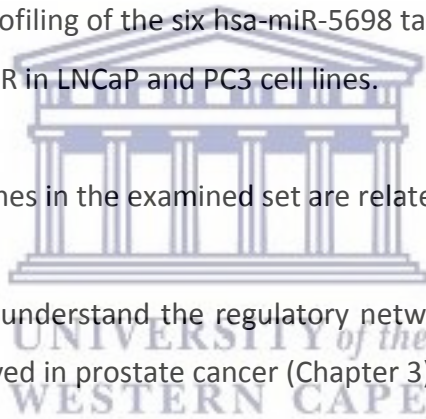 ofiling of the six hsa-miR-5698 ta
R in LNCaP and PC3 cell lines.
nes in the examined set are relate
understand the regulatory netw
UNIVERSITY of the
ved in prostate cancer (Chapter 3)
WESTERN CAPE